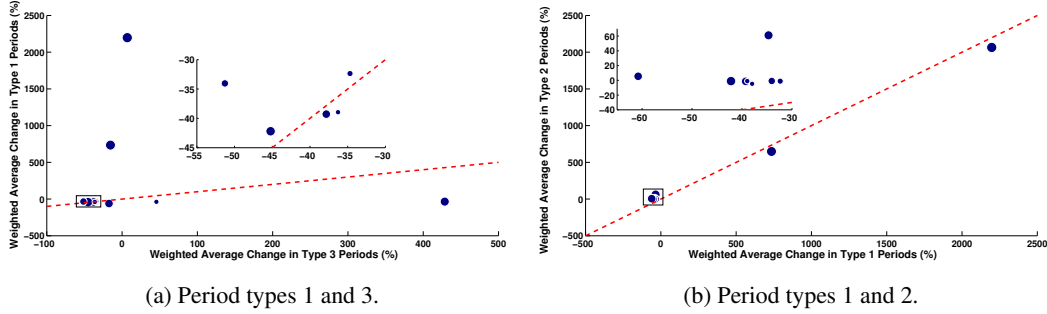 Weighted Average Change in Type 1 Periods (%)
2500
2000
1500
1000
500
0
−500
−30
−35
−40
−45
−55 −50 −45 −40 −35 −30
−100 0 100 200 300 400 500
Weighted Average Change in Type 3 Periods (%)
(a) Period types 1 and 3.
Weighted Average Change in Type 2 Periods (%)
2500
2000
1500
1000
500
0
−500
60
40
20
0
−20
−40
−60 −50 −40 −30
−500 0 500 1000 1500 2000 2500
Weighted Average Change in Type 1 Periods (%)
(b) Period types 1 and 2.